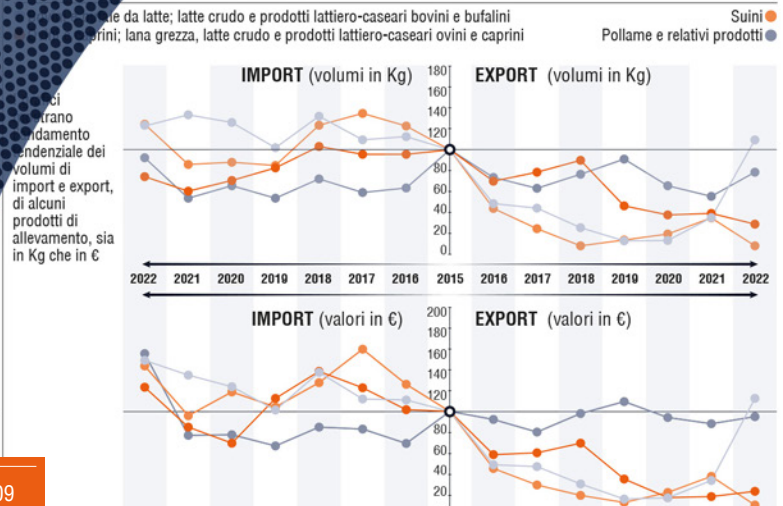 da latte; latte crudo e prodotti lattiero-caseari bovini e bufalini
Suini
lana grezza, latte crudo e prodotti lattiero-caseari ovini e caprini
Pollame e relativi prodotti
IMPORT (volumi in Kg)
EXPORT (volumi in Kg)
180
160
140
120
80
60
40
20
0
dei
volumi di
import e export,
di alcuni
prodotti di
allevamento, sia
in Kg che in €
2022 2021 2020 2019 2018 2017 2016 2015 2016 2017 2018 2019 2020 2021 2022
IMPORT (valori in €)
EXPORT (valori in €)
200
180
160
140
120
80
60
40
20
09